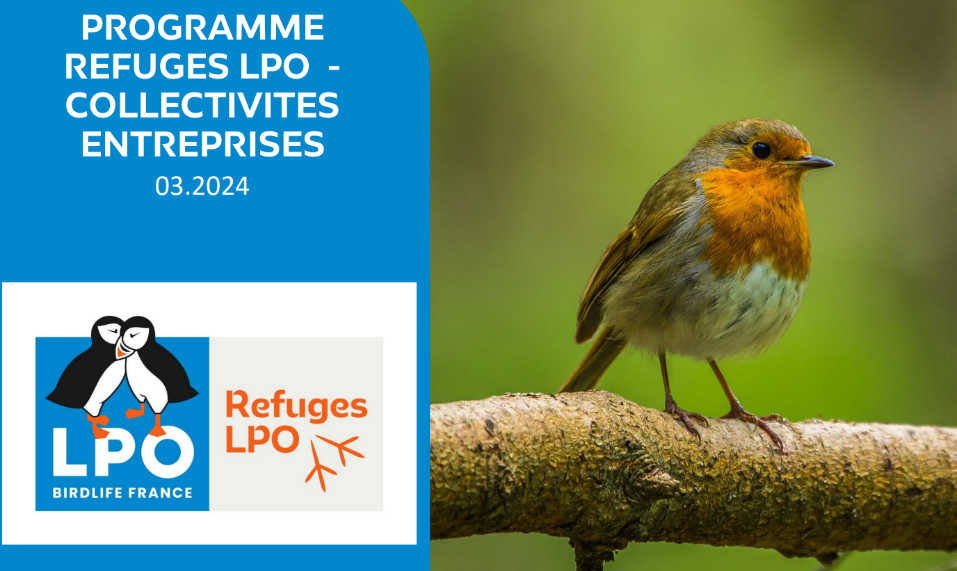 PROGRAMME
REFUGES LPO -
COLLECTIVITES
ENTREPRISES
03.2024
LPO
BIRDLIFE FRANCE
Refuges
LPO